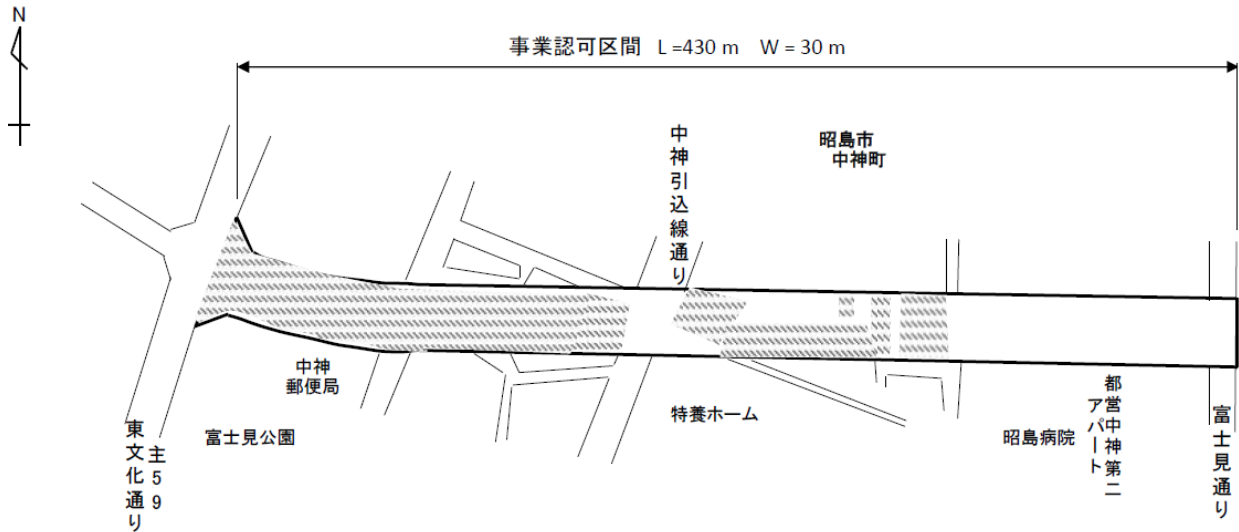 N
事業認可区間 L =430 m W = 30 m
中神引込線通り
昭島市
中神町
中神
郵便局
富士見公園
特養ホーム
昭島病院
都営中神第二
アパート
富士見通り
主59
東文化通り